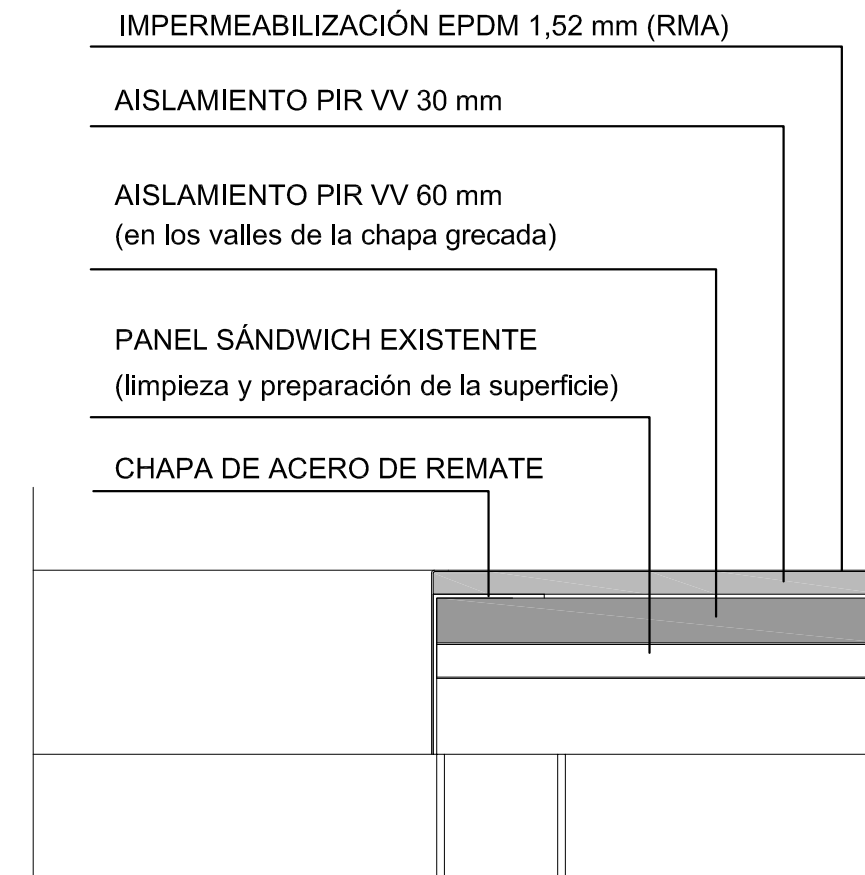 IMPERMEABILIZACIÓN EPDM 1,52 mm (RMA)
AISLAMIENTO PIR VV 30 mm
AISLAMIENTO PIR VV 60 mm
(en los valles de la chapa grecada)
PANEL SÁNDWICH EXISTENTE
(limpieza y preparación de la superficie)
CHAPA DE ACERO DE REMATE